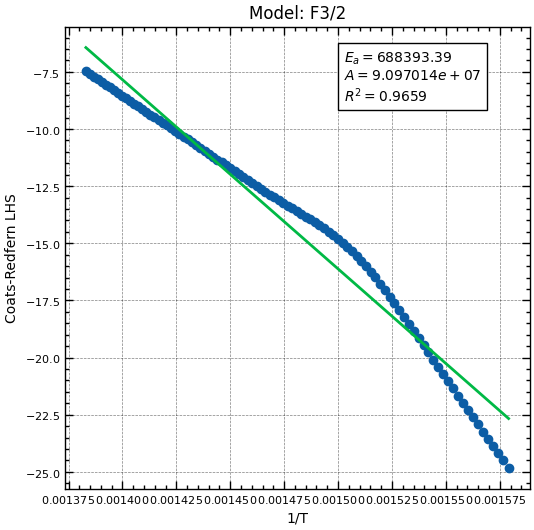 Model: F3/2
E_a = 688393.39
A = 9.097014e + 07
R² = 0.9659
Coats-Redfern LHS
−7.5
−10.0
−12.5
−15.0
−17.5
−20.0
−22.5
−25.0
0.001375 0.001400 0.001425 0.001450 0.001475 0.001500 0.001525 0.001550 0.001575
1/T